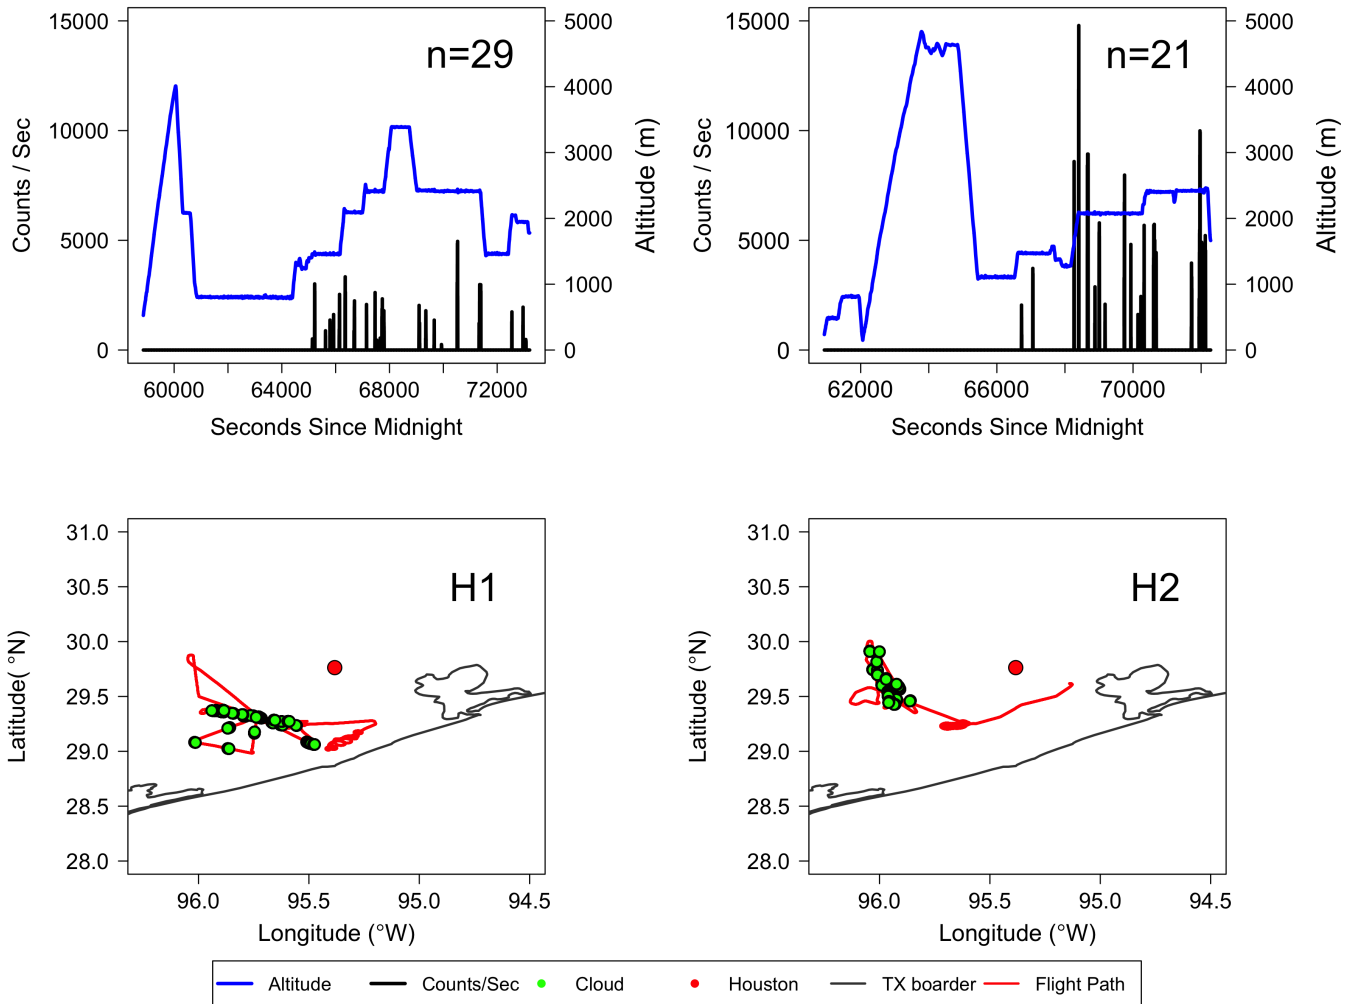 15000
10000
5000
0
Counts / Sec
n=29
5000
4000
3000
2000
1000
0
Altitude (m)
60000 64000 68000 72000
Seconds Since Midnight
15000
10000
5000
0
Counts / Sec
n=21
5000
4000
3000
2000
1000
0
Altitude (m)
62000 66000 70000
Seconds Since Midnight
31.0
30.5
30.0
29.5
29.0
28.5
28.0
Latitude( °N)
H1
96.0 95.5 95.0 94.5
Longitude (°W)
31.0
30.5
30.0
29.5
29.0
28.5
28.0
Latitude (°N)
H2
96.0 95.5 95.0 94.5
Longitude (°W)
Altitude Counts/Sec Cloud Houston TX boarder Flight Path